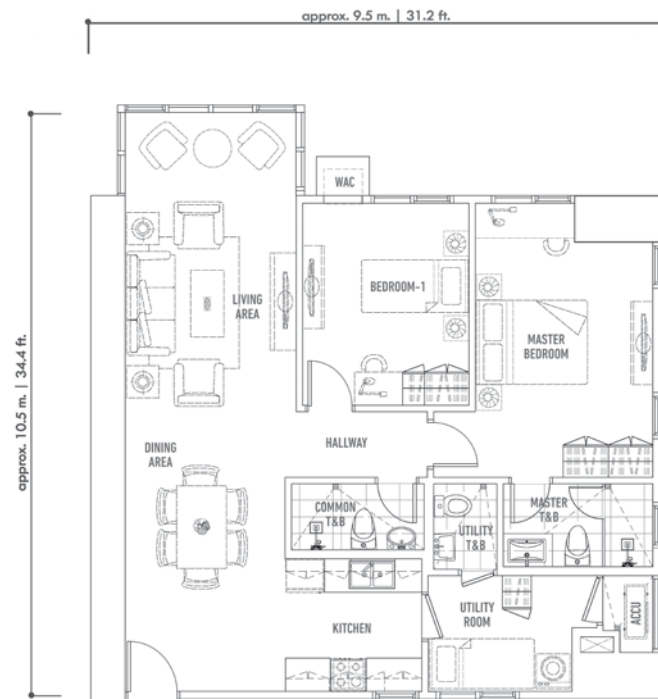 approx. 9.5 m. | 31.2 ft.
approx. 10.5 m. | 34.4 ft.
WAC
BEDROOM-1
LIVING
AREA
MASTER
BEDROOM
HALLWAY
DINING
AREA
COMMON
T&B
UTILITY
T&B
MASTER
T&B
KITCHEN
UTILITY
ROOM
ACCU